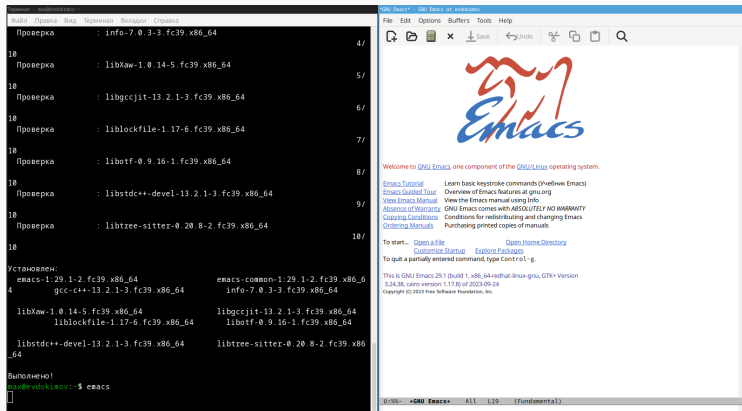 Терминал - max@evdokimov:~
Файл Правка Вид Терминал Вкладки Справка
Проверка : info-7.0.3-3.fc39.x86_64
4/
10
Проверка : libXaw-1.0.14-5.fc39.x86_64
5/
10
Проверка : libgccjit-13.2.1-3.fc39.x86_64
6/
10
Проверка : liblockfile-1.17-6.fc39.x86_64
7/
10
Проверка : libotf-0.9.16-1.fc39.x86_64
8/
10
Проверка : libstdc++-devel-13.2.1-3.fc39.x86_64
9/
10
Проверка : libtree-sitter-0.20.8-2.fc39.x86_64
10/
10
Установлен:
emacs-1:29.1-2.fc39.x86_64 emacs-common-1:29.1-2.fc39.x86_6
4 gcc-c++-13.2.1-3.fc39.x86_64 info-7.0.3-3.fc39.x86_64
libXaw-1.0.14-5.fc39.x86_64 libgccjit-13.2.1-3.fc39.x86_64
liblockfile-1.17-6.fc39.x86_64 libotf-0.9.16-1.fc39.x86_64
libstdc++-devel-13.2.1-3.fc39.x86_64 libtree-sitter-0.20.8-2.fc39.x86
_64
Выполнено!
max@evdokimov:~$ emacs
*GNU Emacs* - GNU Emacs at evdokimov
File Edit Options Buffers Tools Help
Save Undo
Emacs
Welcome to GNU Emacs, one component of the GNU/Linux operating system.
Emacs Tutorial Learn basic keystroke commands (Учебник Emacs)
Emacs Guided Tour Overview of Emacs features at gnu.org
View Emacs Manual View the Emacs manual using Info
Absence of Warranty GNU Emacs comes with ABSOLUTELY NO WARRANTY
Copying Conditions Conditions for redistributing and changing Emacs
Ordering Manuals Purchasing printed copies of manuals
To start... Open a File Open Home Directory
Customize Startup Explore Packages
To quit a partially entered command, type Control-g.
This is GNU Emacs 29.1 (build 1, x86_64-redhat-linux-gnu, GTK+ Version
3.24.38, cairo version 1.17.8) of 2023-09-24
Copyright (C) 2023 Free Software Foundation, Inc.
U:%%- *GNU Emacs* All L19 (Fundamental)